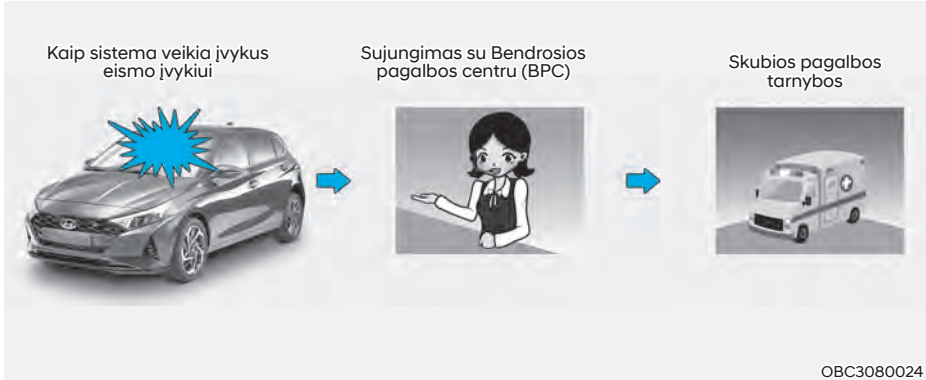 Kaip sistema veikia įvykus
eismo įvykiui
Sujungimas su Bendrosios
pagalbos centru (BPC)
Skubios pagalbos
tarnybos
OBC3080024